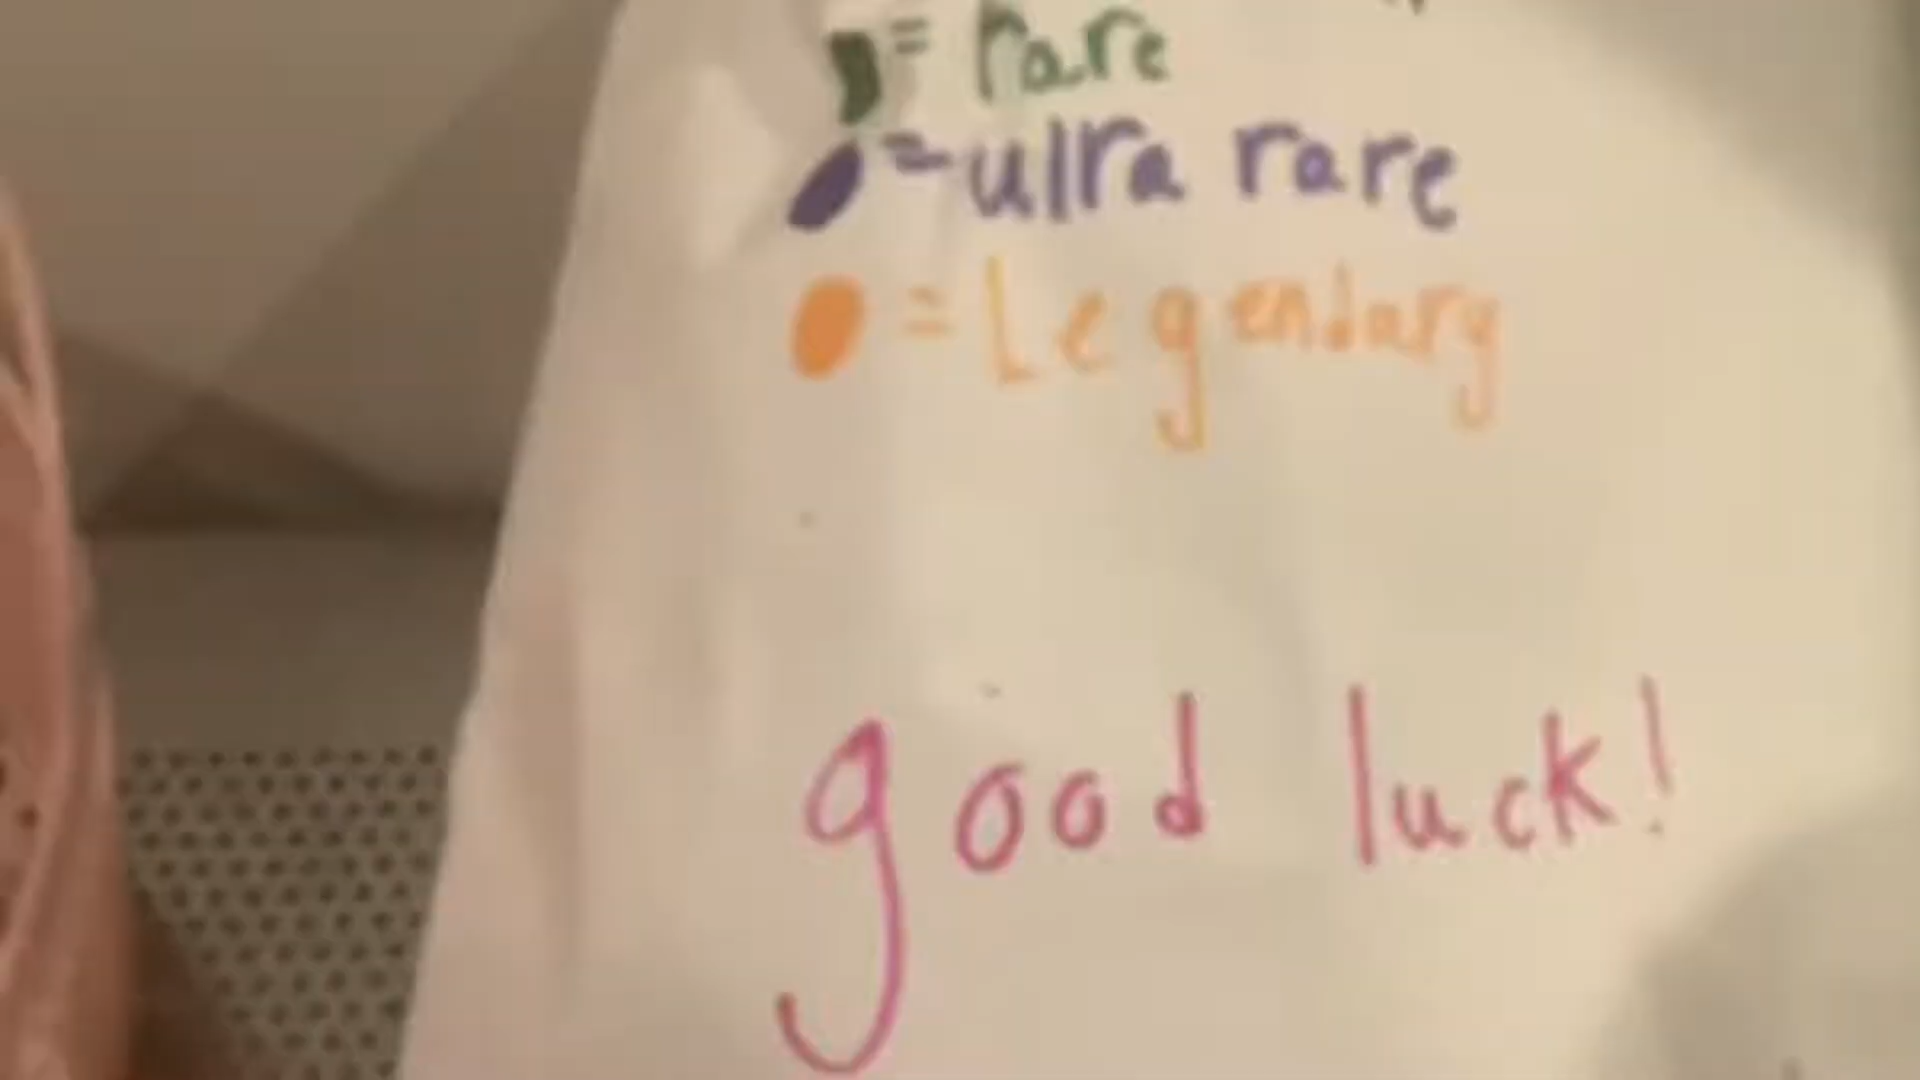 = rare
= ulra rare
= Legendary
good luck!